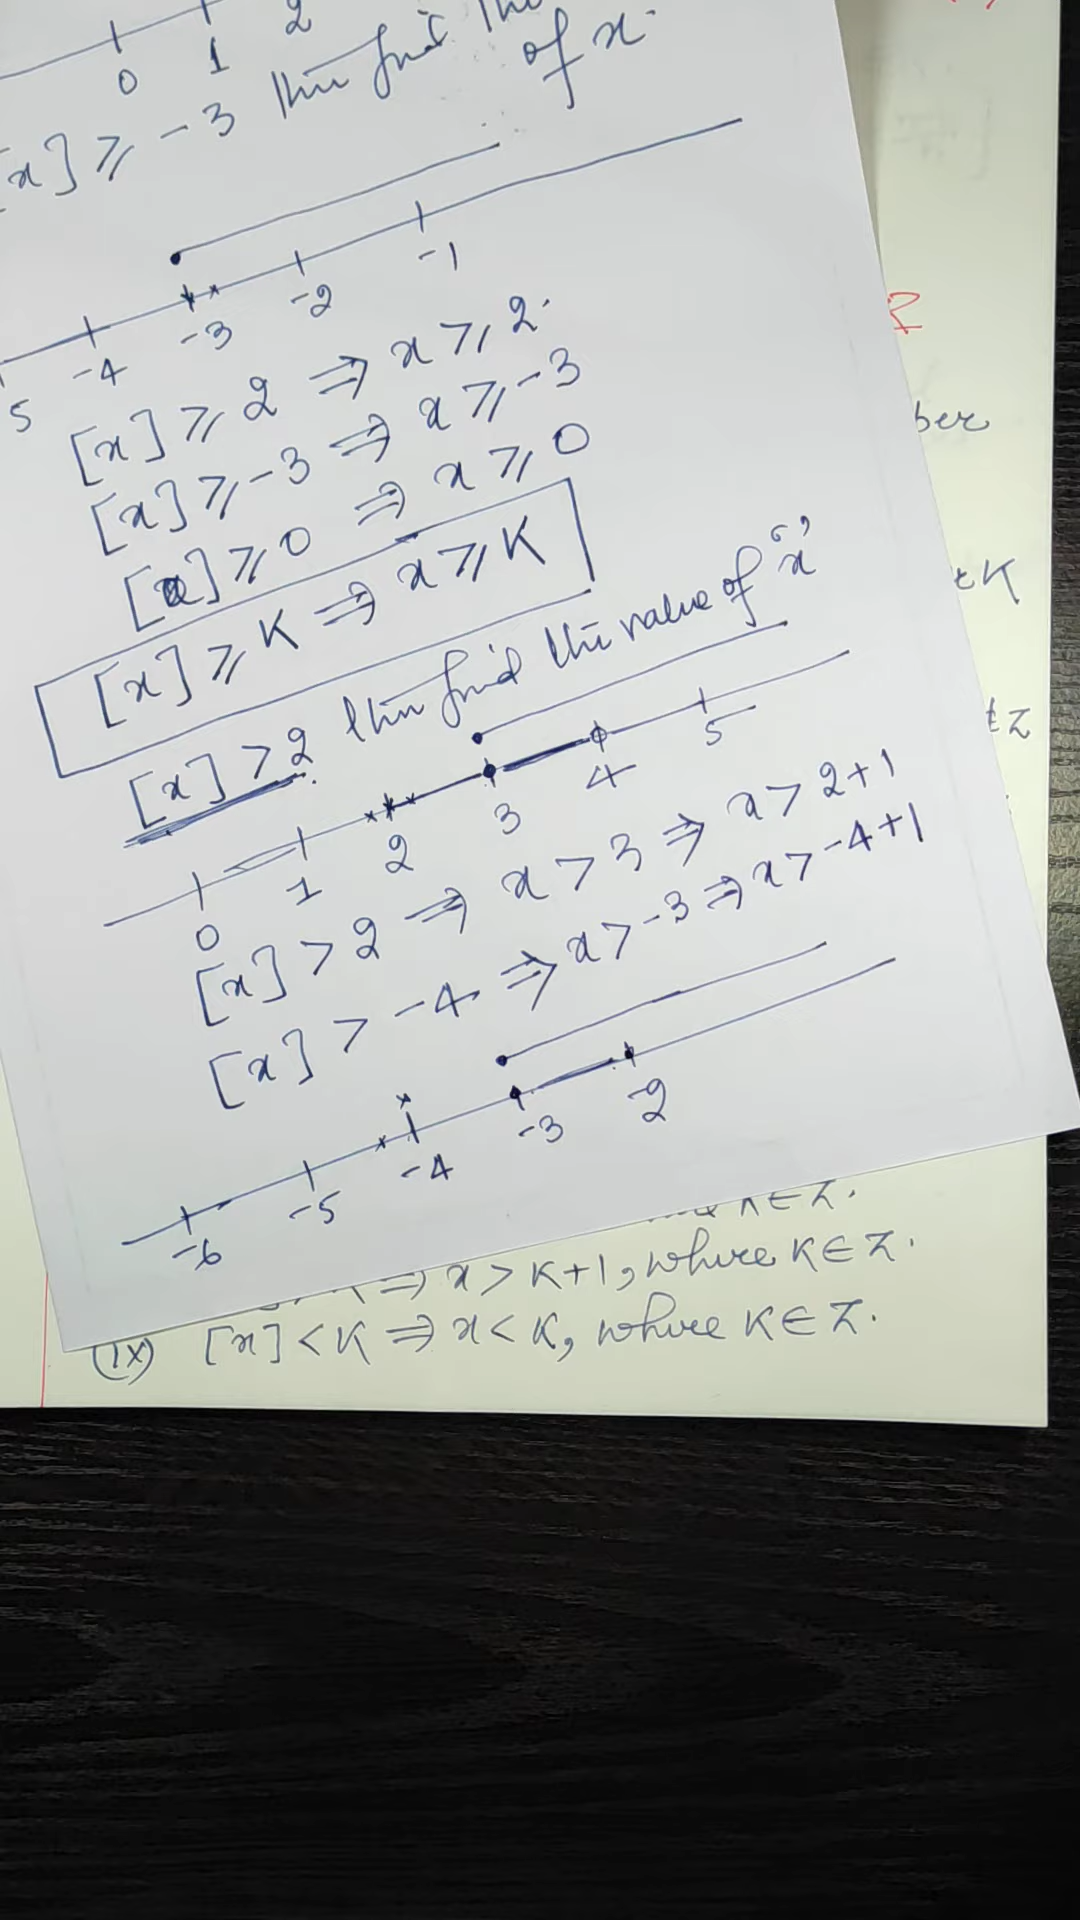 0 1 2
[x] ⩾ -3 then find the
of x.
5 -4 -3 -2 -1
[x] ⩾ 2 ⇒ x ⩾ 2.
[x] ⩾ -3 ⇒ x ⩾ -3
[x] ⩾ 0 ⇒ x ⩾ 0
[x] ⩾ K ⇒ x ⩾ K
[x] > 2 then find the value of 'x'
0 1 2 3 4 5
[x] > 2 ⇒ x > 3 ⇒ x > 2+1
[x] > -4 ⇒ x > -3 ⇒ x > -4+1
-6 -5 -4 -3 -2
ber
K
Z
K ∈ Z.
⇒ x > K+1, where K ∈ Z.
(ix) [x] < K ⇒ x < K, where K ∈ Z.